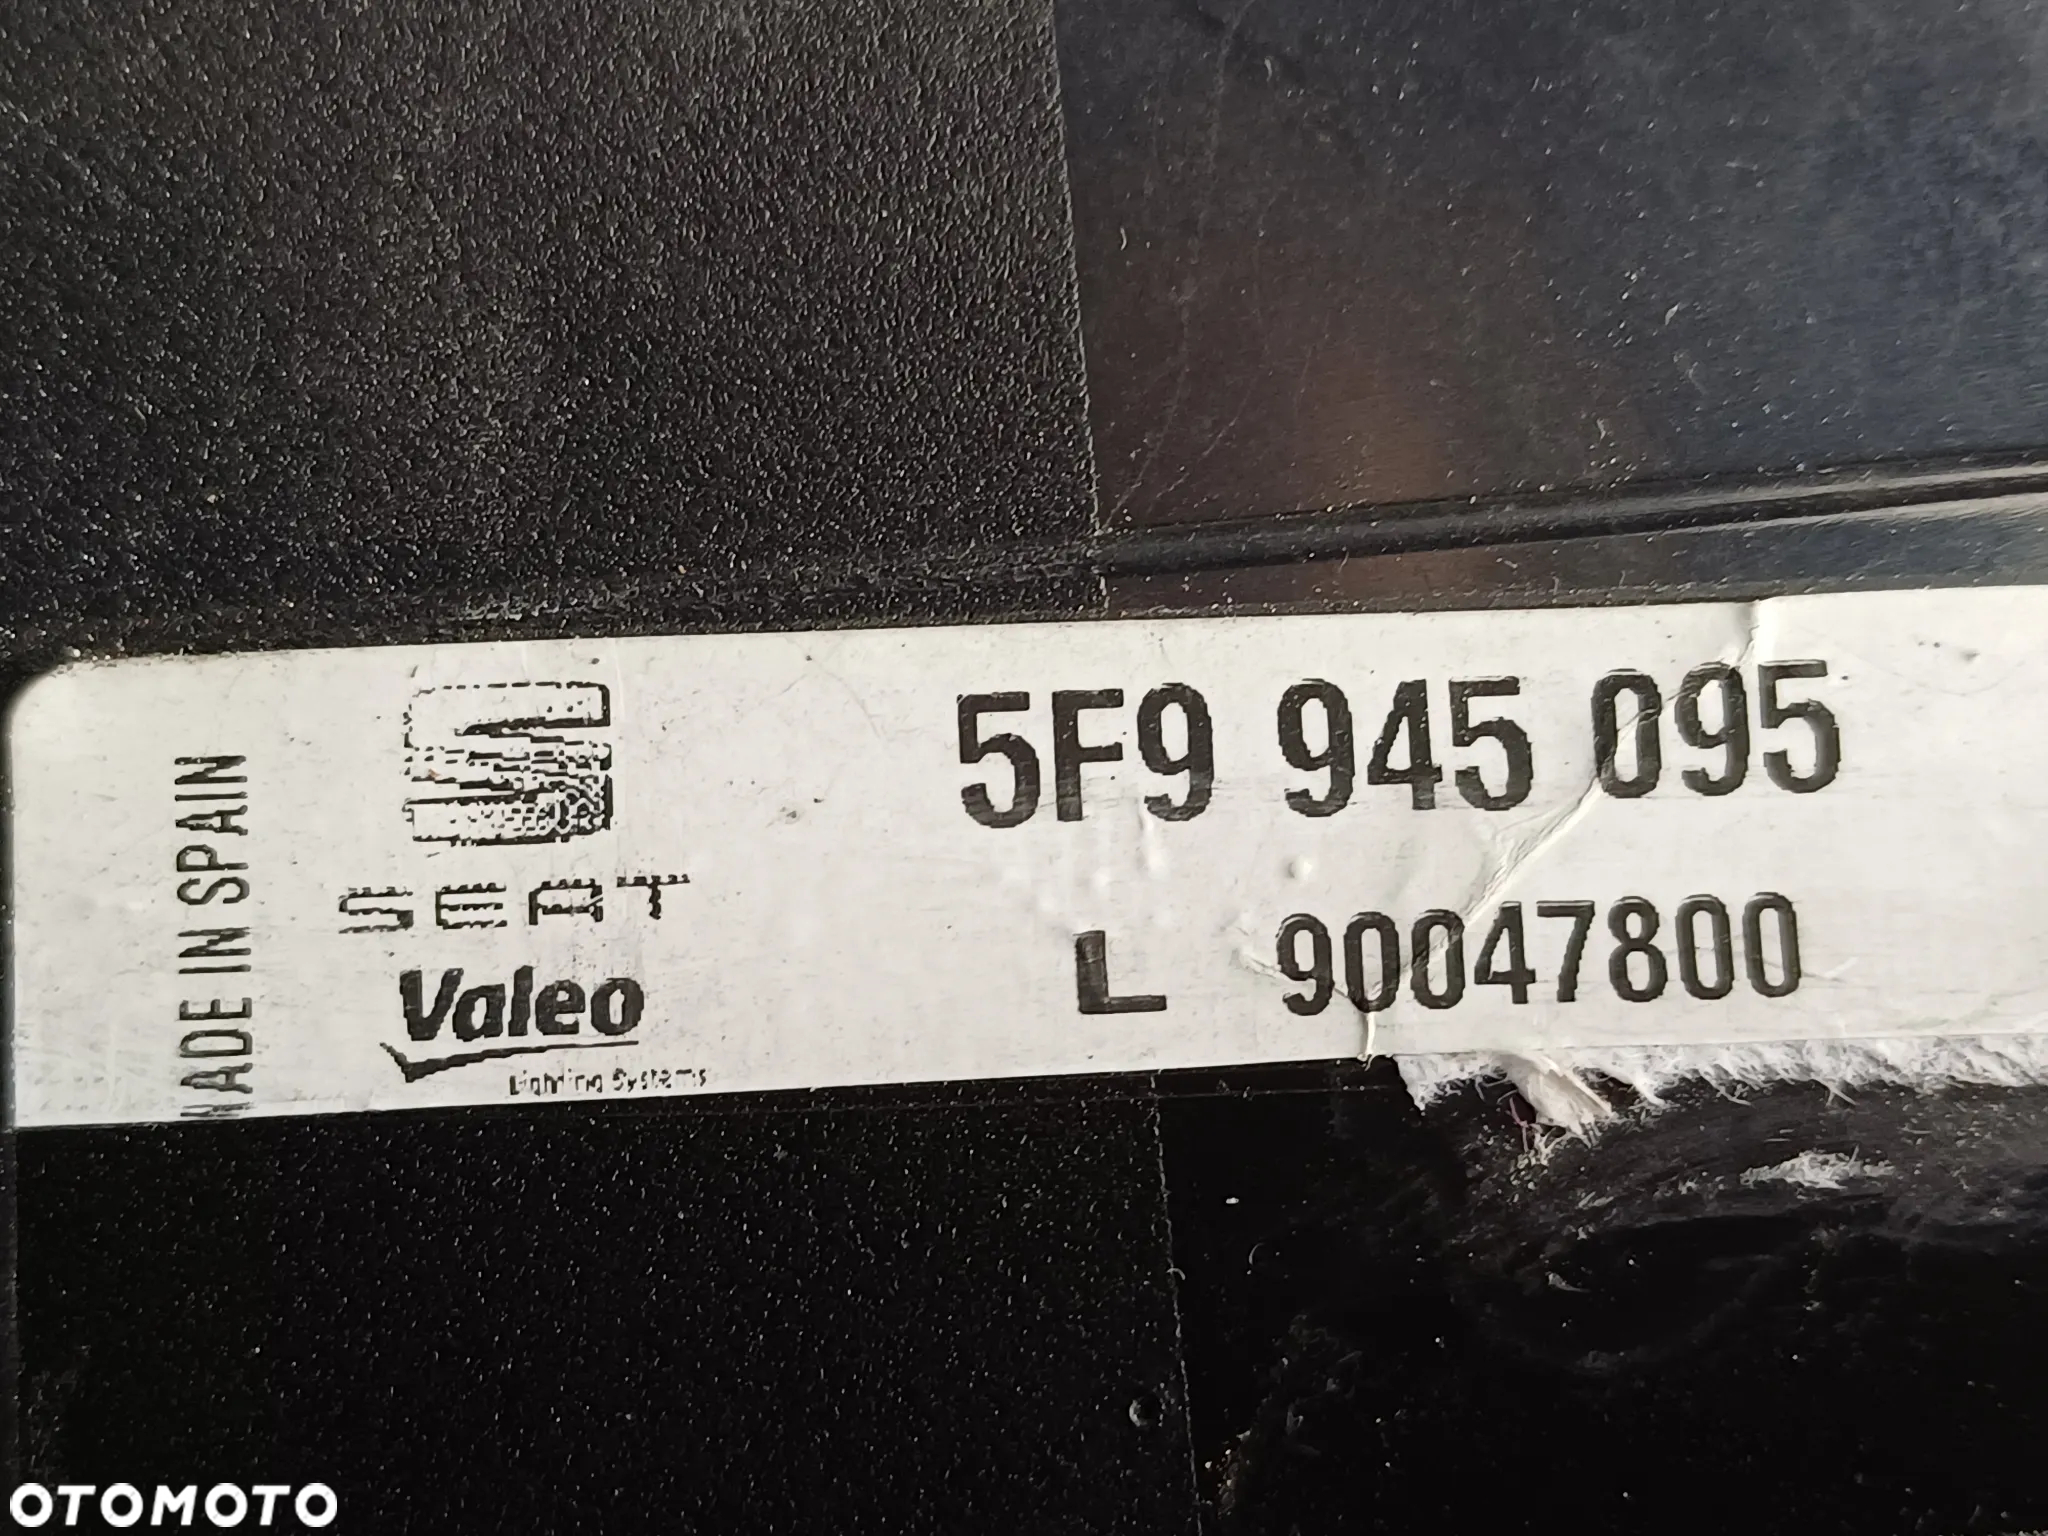 MADE IN SPAIN
SEAT
Valeo
Lighting Systems
5F9 945 095
L 90047800
OTOMOTO